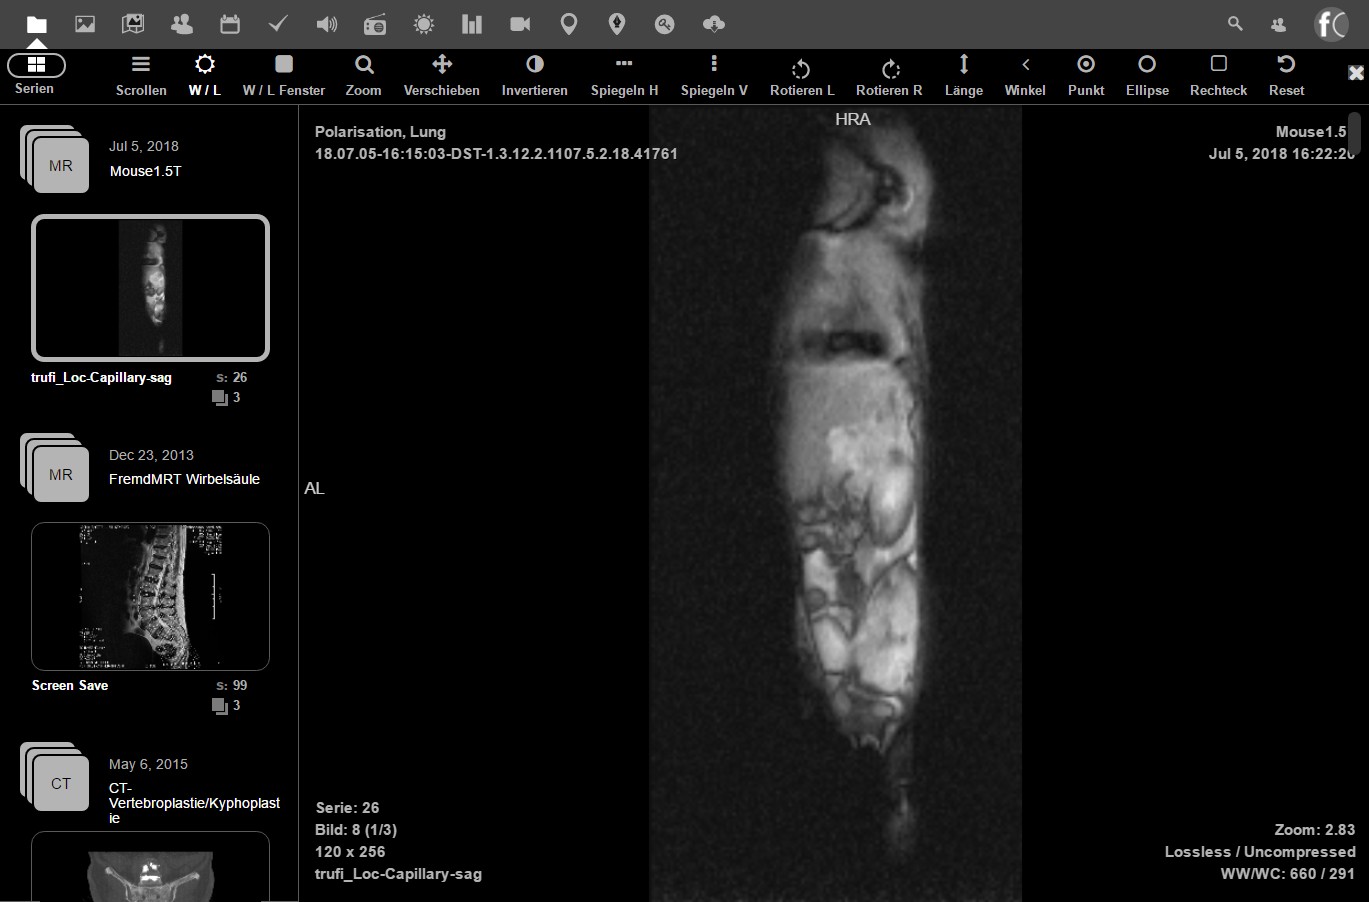 Serien
Scrollen
W / L
W / L Fenster
Zoom
Verschieben
Invertieren
Spiegeln H
Spiegeln V
Rotieren L
Rotieren R
Länge
Winkel
Punkt
Ellipse
Rechteck
Reset
MR
Jul 5, 2018
Mouse1.5T
trufi_Loc-Capillary-sag
s: 26
3
MR
Dec 23, 2013
FremdMRT Wirbelsäule
Screen Save
s: 99
3
CT
May 6, 2015
CT-
Vertebroplastie/Kyphoplast
ie
Polarisation, Lung
18.07.05-16:15:03-DST-1.3.12.2.1107.5.2.18.41761
HRA
Mouse1.5
Jul 5, 2018 16:22:20
AL
Serie: 26
Bild: 8 (1/3)
120 x 256
trufi_Loc-Capillary-sag
Zoom: 2.83
Lossless / Uncompressed
WW/WC: 660 / 291